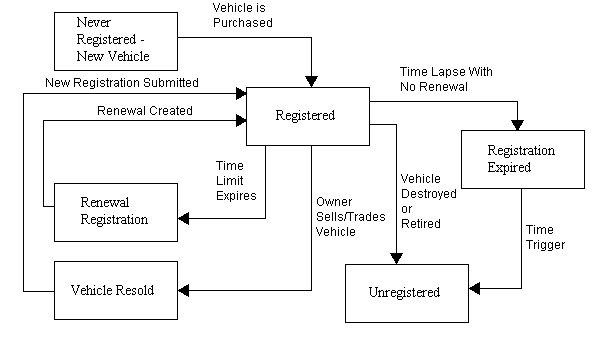 Never
Registered -
New Vehicle
Vehicle is
Purchased
New Registration Submitted
Renewal Created
Registered
Time Lapse With
No Renewal
Registration
Expired
Time
Limit
Expires
Owner
Sells/Trades
Vehicle
Vehicle
Destroyed
or
Retired
Renewal
Registration
Time
Trigger
Vehicle Resold
Unregistered